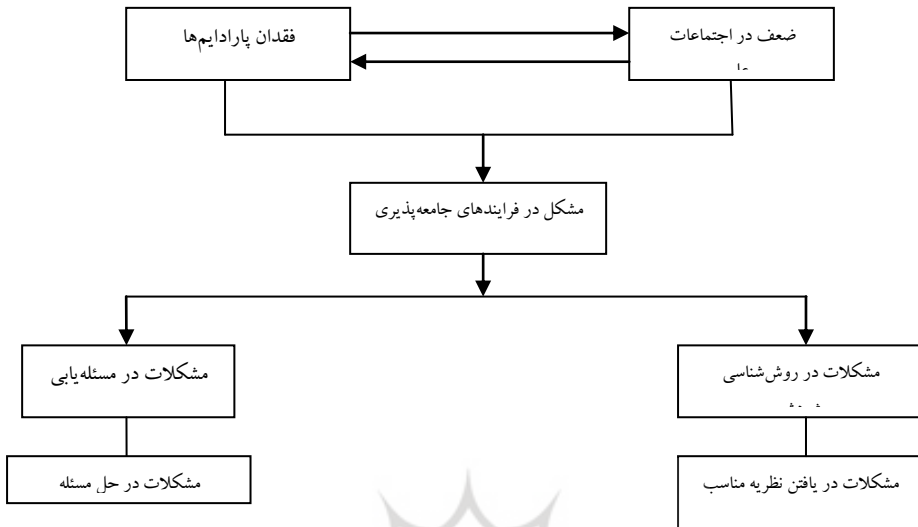 ضعف در اجتماعات
فقدان پارادایم‌ها
مشکل در فرایندهای جامعه‌پذیری
مشکلات در روش‌شناسی
مشکلات در مسئله‌یابی
مشکلات در یافتن نظریه مناسب
مشکلات در حل مسئله